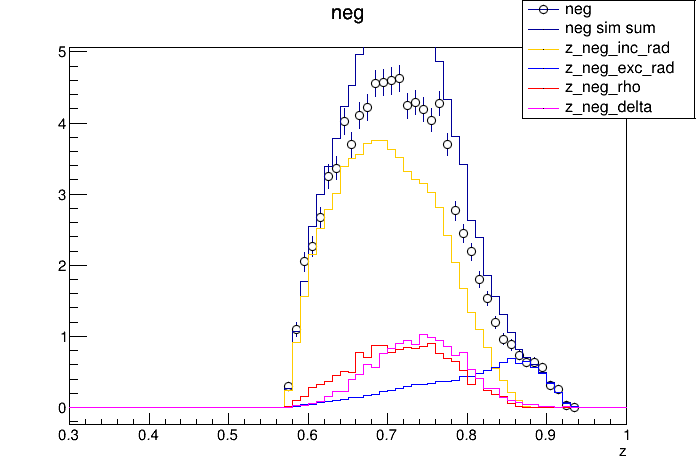 neg
neg
neg sim sum
z_neg_inc_rad
z_neg_exc_rad
z_neg_rho
z_neg_delta
5
4
3
2
1
0
0.3 0.4 0.5 0.6 0.7 0.8 0.9 1
z